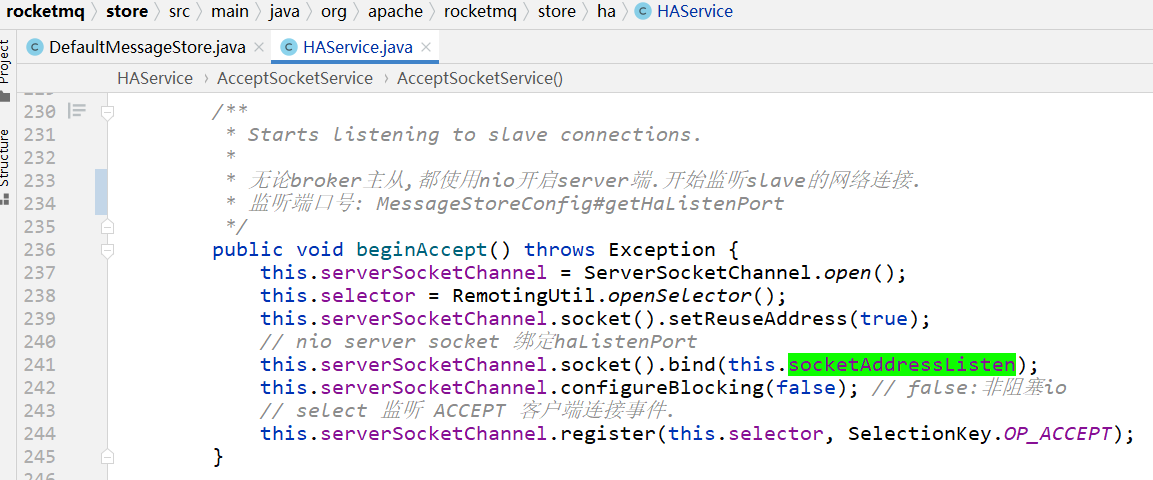 rocketmq 〉 store 〉 src 〉 main 〉 java 〉 org 〉 apache 〉 rocketmq 〉 store 〉 ha 〉 C HAService
C DefaultMessageStore.java × C HAService.java ×
HAService › AcceptSocketService › AcceptSocketService()
Project
Structure
230 /**
231 * Starts listening to slave connections.
232 *
233 * 无论broker主从,都使用nio开启server端.开始监听slave的网络连接.
234 * 监听端口号: MessageStoreConfig#getHaListenPort
235 */
236 public void beginAccept() throws Exception {
237 this.serverSocketChannel = ServerSocketChannel.open();
238 this.selector = RemotingUtil.openSelector();
239 this.serverSocketChannel.socket().setReuseAddress(true);
240 // nio server socket 绑定haListenPort
241 this.serverSocketChannel.socket().bind(this.socketAddressListen);
242 this.serverSocketChannel.configureBlocking(false); // false:非阻塞io
243 // select 监听 ACCEPT 客户端连接事件.
244 this.serverSocketChannel.register(this.selector, SelectionKey.OP_ACCEPT);
245 }